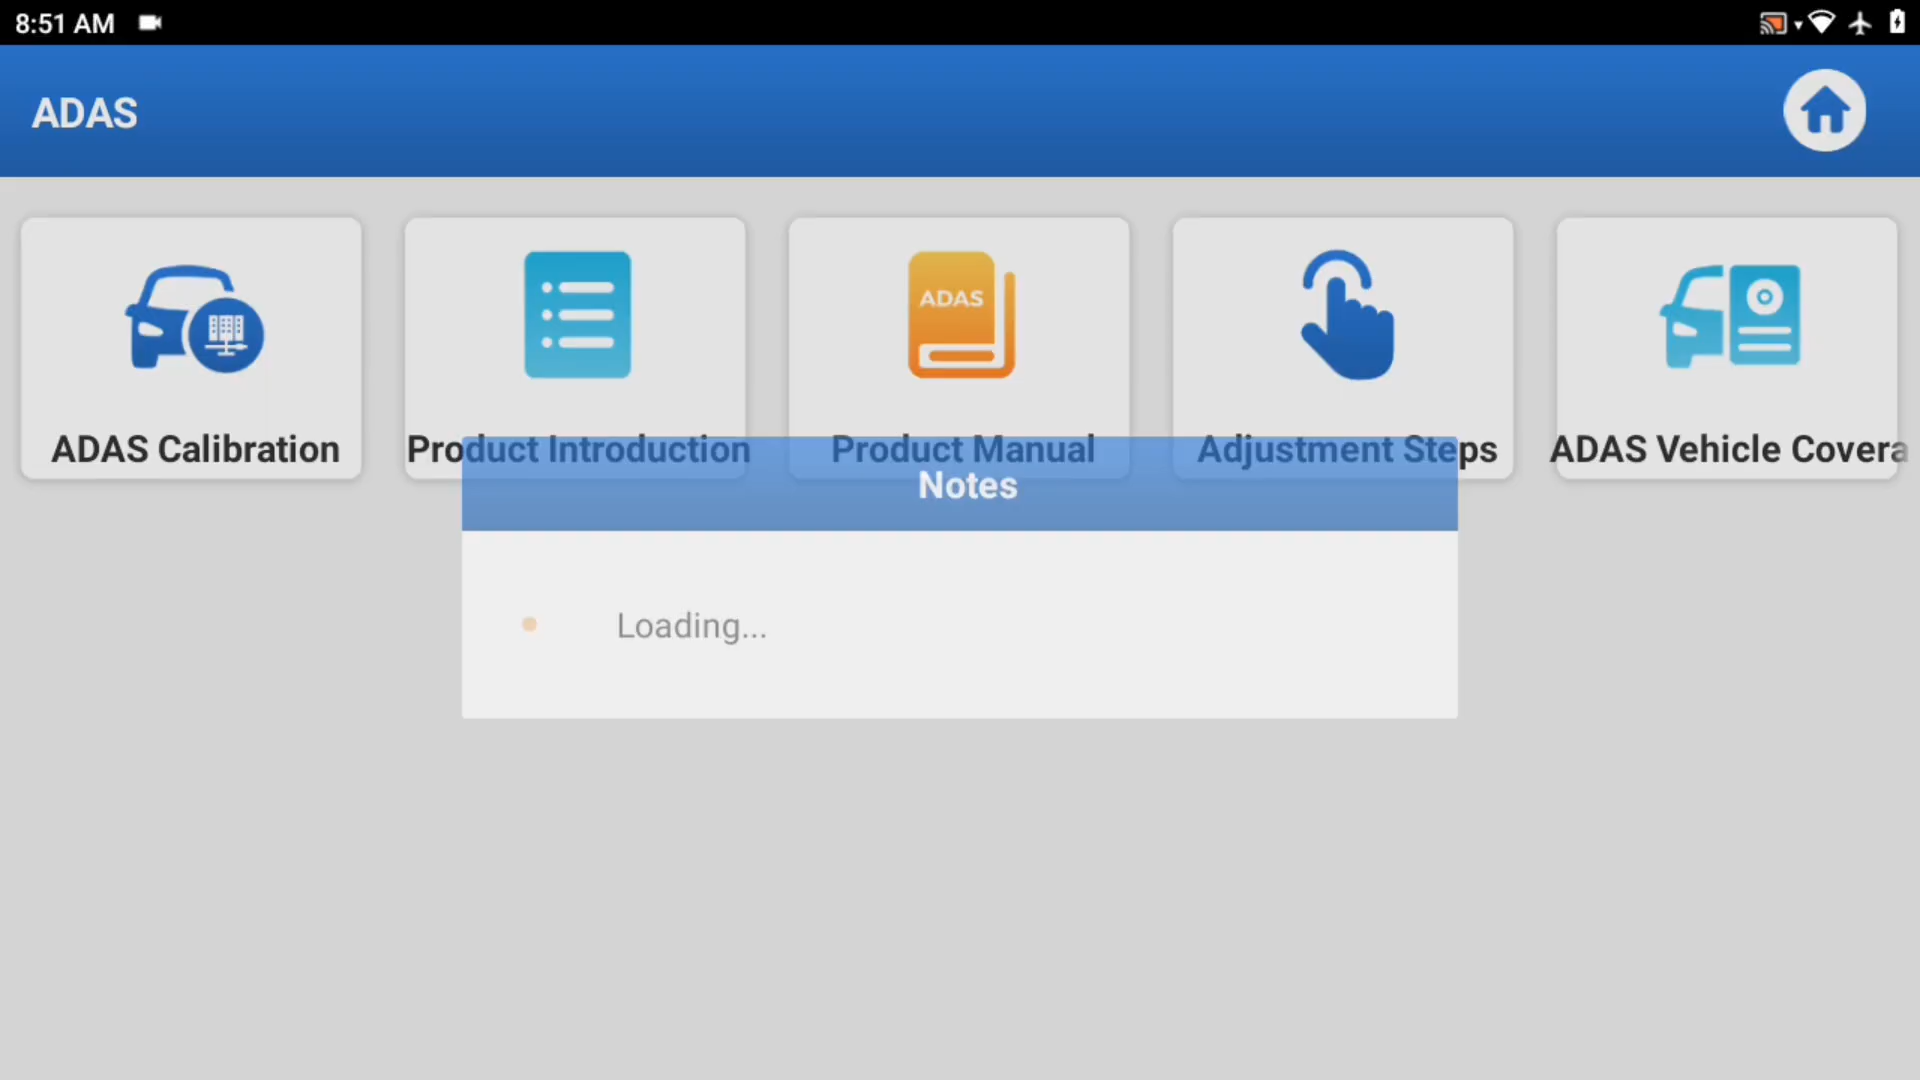 8:51 AM
ADAS
ADAS
ADAS Calibration
Product Introduction
Product Manual
Adjustment Steps
ADAS Vehicle Covera
Notes
Loading...